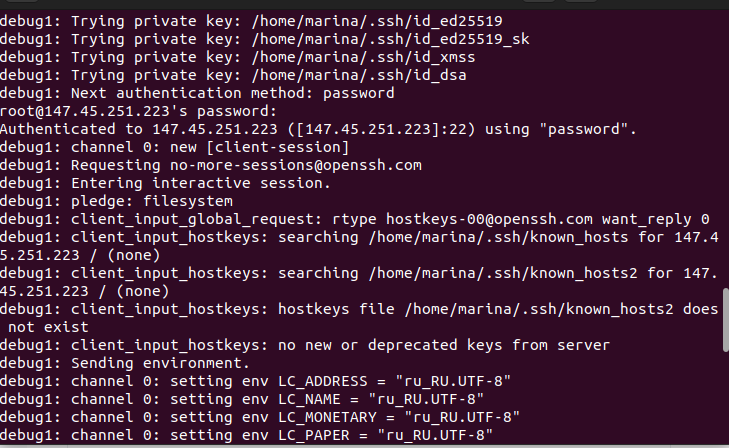 debug1: Trying private key: /home/marina/.ssh/id_ed25519
debug1: Trying private key: /home/marina/.ssh/id_ed25519_sk
debug1: Trying private key: /home/marina/.ssh/id_xmss
debug1: Trying private key: /home/marina/.ssh/id_dsa
debug1: Next authentication method: password
root@147.45.251.223's password:
Authenticated to 147.45.251.223 ([147.45.251.223]:22) using "password".
debug1: channel 0: new [client-session]
debug1: Requesting no-more-sessions@openssh.com
debug1: Entering interactive session.
debug1: pledge: filesystem
debug1: client_input_global_request: rtype hostkeys-00@openssh.com want_reply 0
debug1: client_input_hostkeys: searching /home/marina/.ssh/known_hosts for 147.4
5.251.223 / (none)
debug1: client_input_hostkeys: searching /home/marina/.ssh/known_hosts2 for 147.
45.251.223 / (none)
debug1: client_input_hostkeys: hostkeys file /home/marina/.ssh/known_hosts2 does
 not exist
debug1: client_input_hostkeys: no new or deprecated keys from server
debug1: Sending environment.
debug1: channel 0: setting env LC_ADDRESS = "ru_RU.UTF-8"
debug1: channel 0: setting env LC_NAME = "ru_RU.UTF-8"
debug1: channel 0: setting env LC_MONETARY = "ru_RU.UTF-8"
debug1: channel 0: setting env LC_PAPER = "ru_RU.UTF-8"